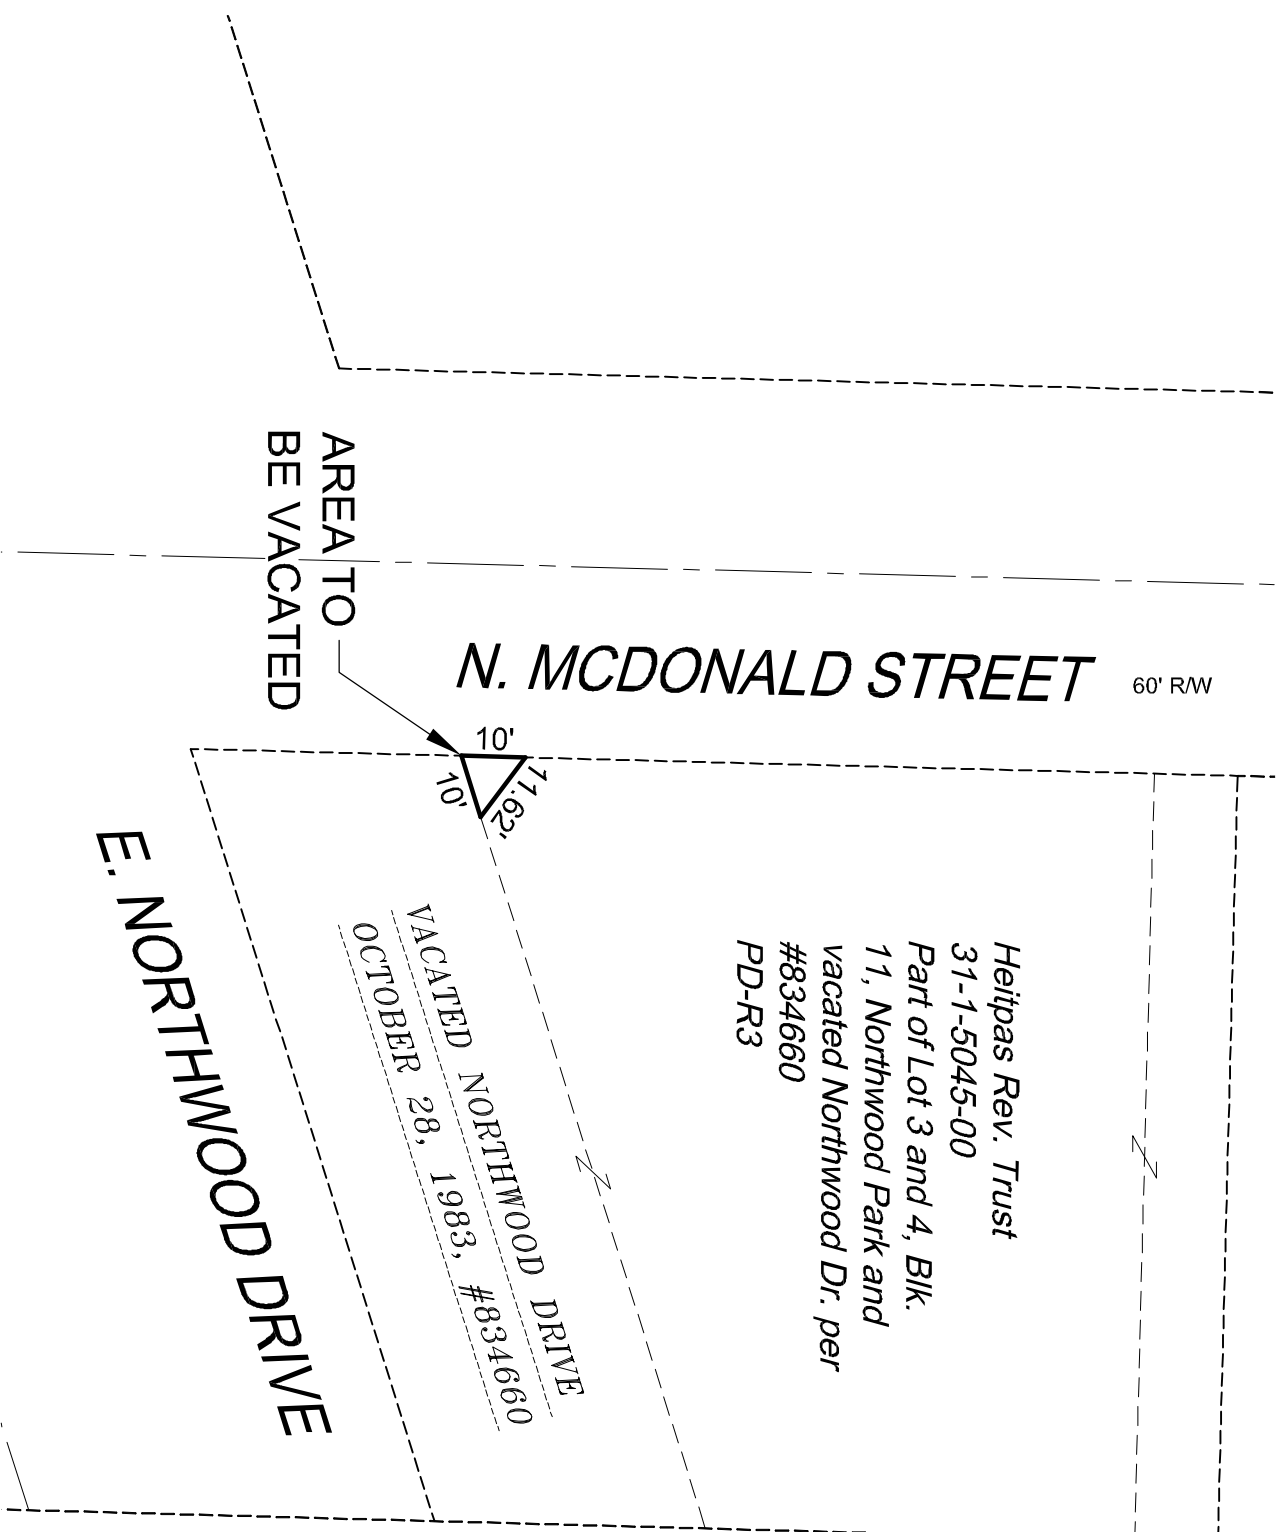 AREA TO
BE VACATED
N. MCDONALD STREET
60' R/W
10'
10'
11.62'
E. NORTHWOOD DRIVE
VACATED NORTHWOOD DRIVE
OCTOBER 28, 1983, #834660
Heitpas Rev. Trust
31-1-5045-00
Part of Lot 3 and 4, Blk.
11, Northwood Park and
vacated Northwood Dr. per
#834660
PD-R3